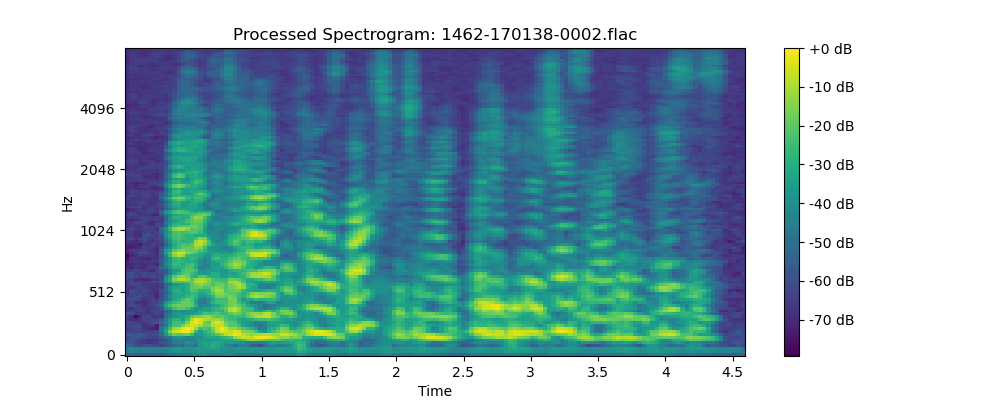 Processed Spectrogram: 1462-170138-0002.flac
Hz
4096
2048
1024
512
0
0 0.5 1 1.5 2 2.5 3 3.5 4 4.5
Time
+0 dB
-10 dB
-20 dB
-30 dB
-40 dB
-50 dB
-60 dB
-70 dB